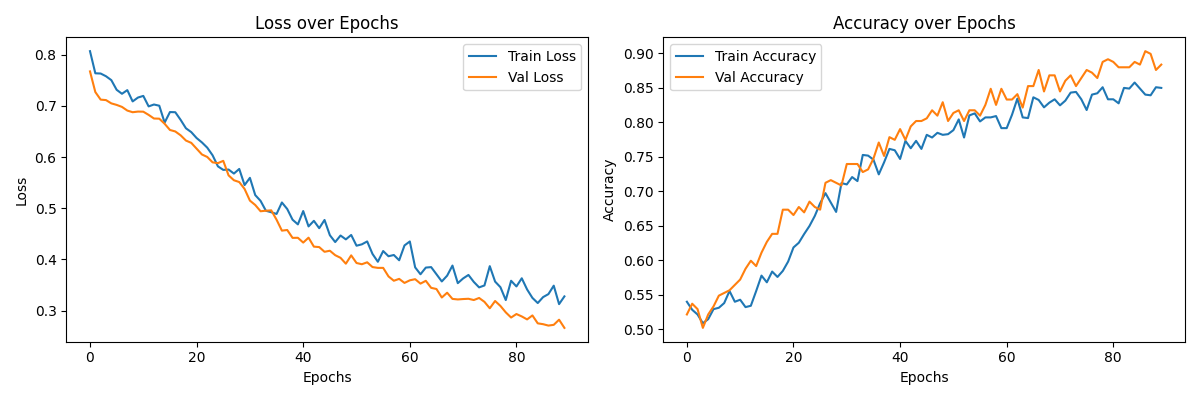 Loss over Epochs
Train Loss
Val Loss
0.8
0.7
0.6
0.5
0.4
0.3
Loss
0 20 40 60 80
Epochs
Accuracy over Epochs
Train Accuracy
Val Accuracy
0.90
0.85
0.80
0.75
0.70
0.65
0.60
0.55
0.50
Accuracy
0 20 40 60 80
Epochs